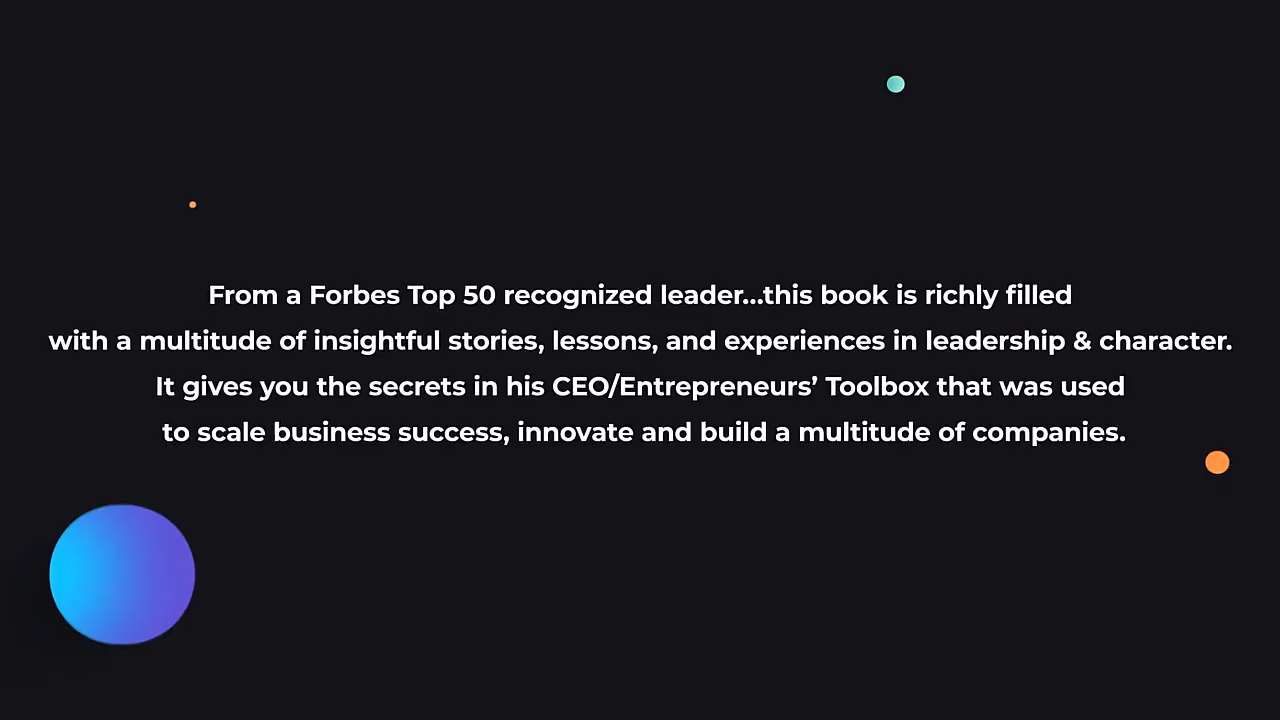 From a Forbes Top 50 recognized leader...this book is richly filled
with a multitude of insightful stories, lessons, and experiences in leadership & character.
It gives you the secrets in his CEO/Entrepreneurs’ Toolbox that was used
to scale business success, innovate and build a multitude of companies.